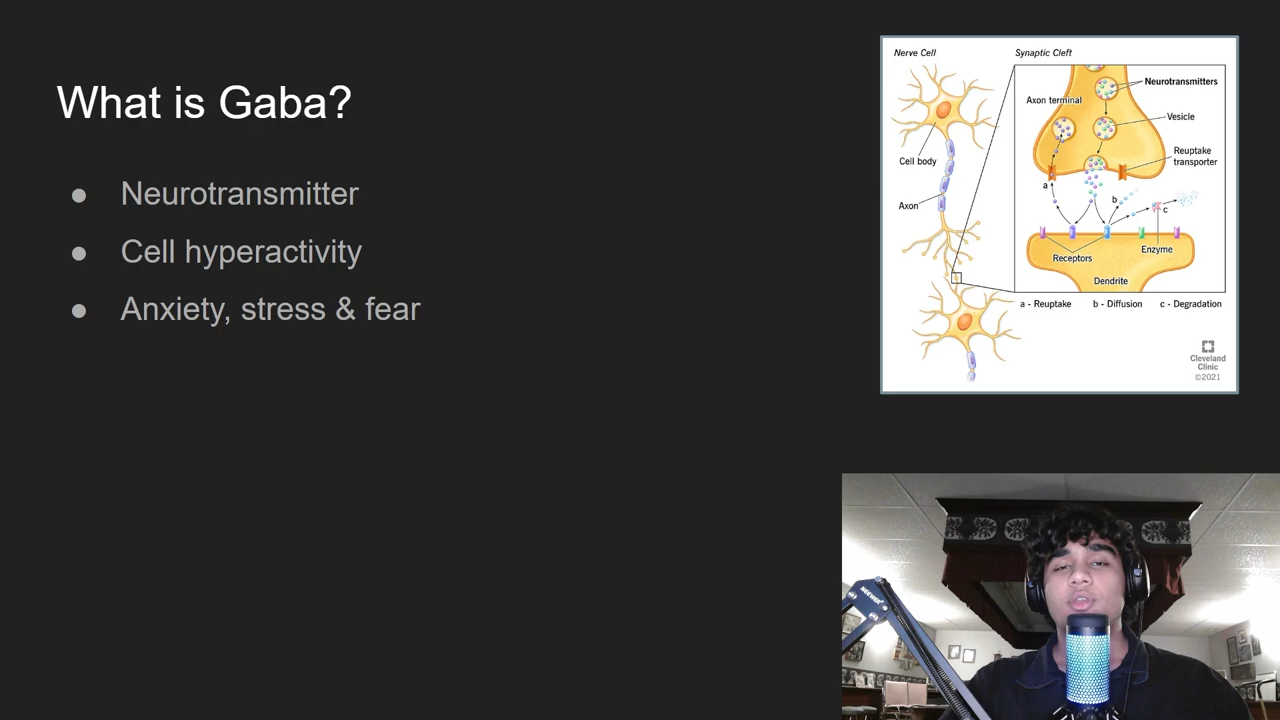 What is Gaba?
● Neurotransmitter
● Cell hyperactivity
● Anxiety, stress & fear
Nerve Cell
Synaptic Cleft
Neurotransmitters
Axon terminal
Vesicle
Reuptake
transporter
Cell body
a
b
c
Axon
Enzyme
Receptors
Dendrite
a - Reuptake b - Diffusion c - Degradation
Cleveland
Clinic
©2021
NEEWER